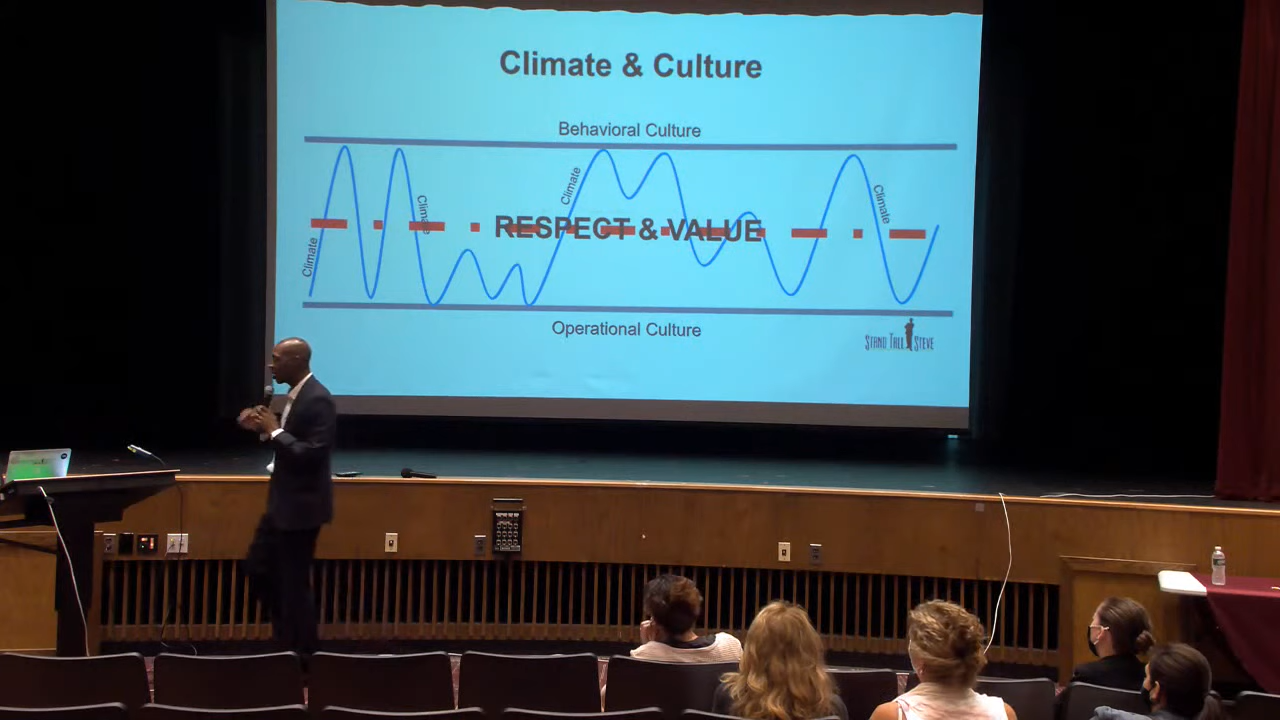 Climate & Culture
Behavioral Culture
Climate
Climate
Climate
Climate
RESPECT & VALUE
Operational Culture
STAND TALL STEVE